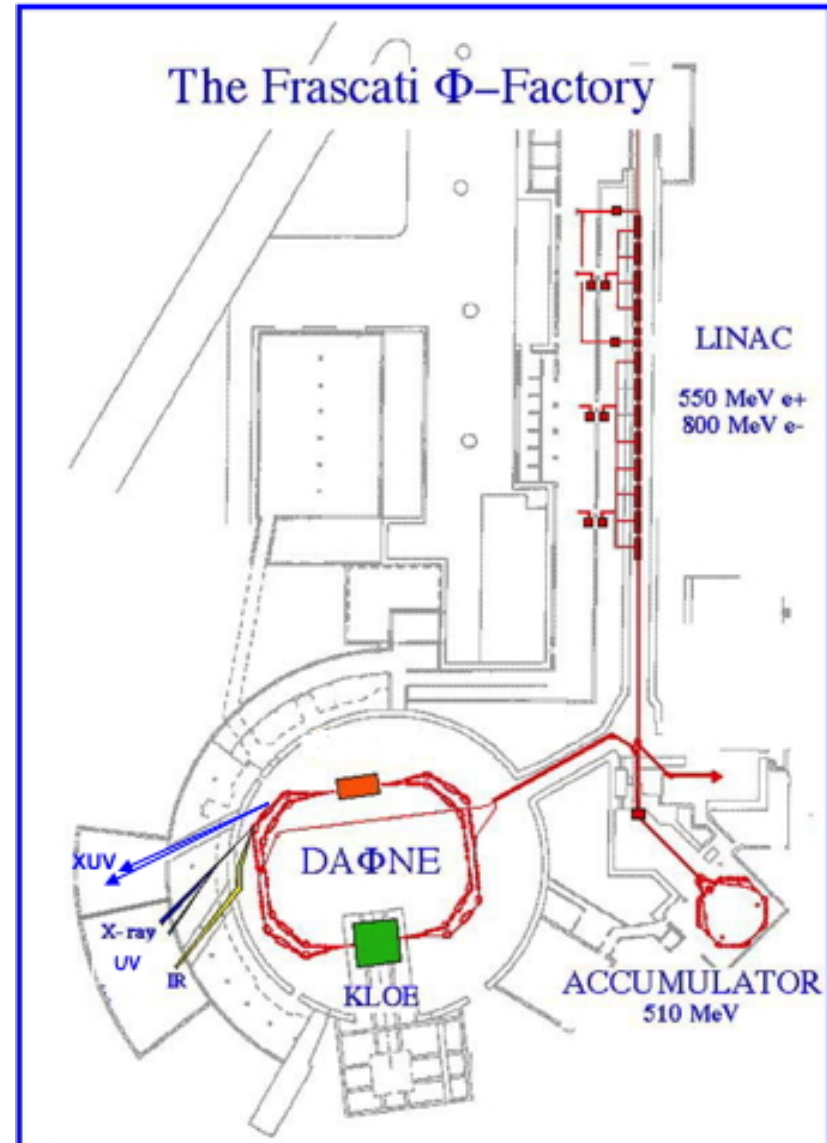 The Frascati Φ-Factory
LINAC
550 MeV e+
800 MeV e-
DAΦNE
XUV
X-ray
UV
IR
KLOE
ACCUMULATOR
510 MeV